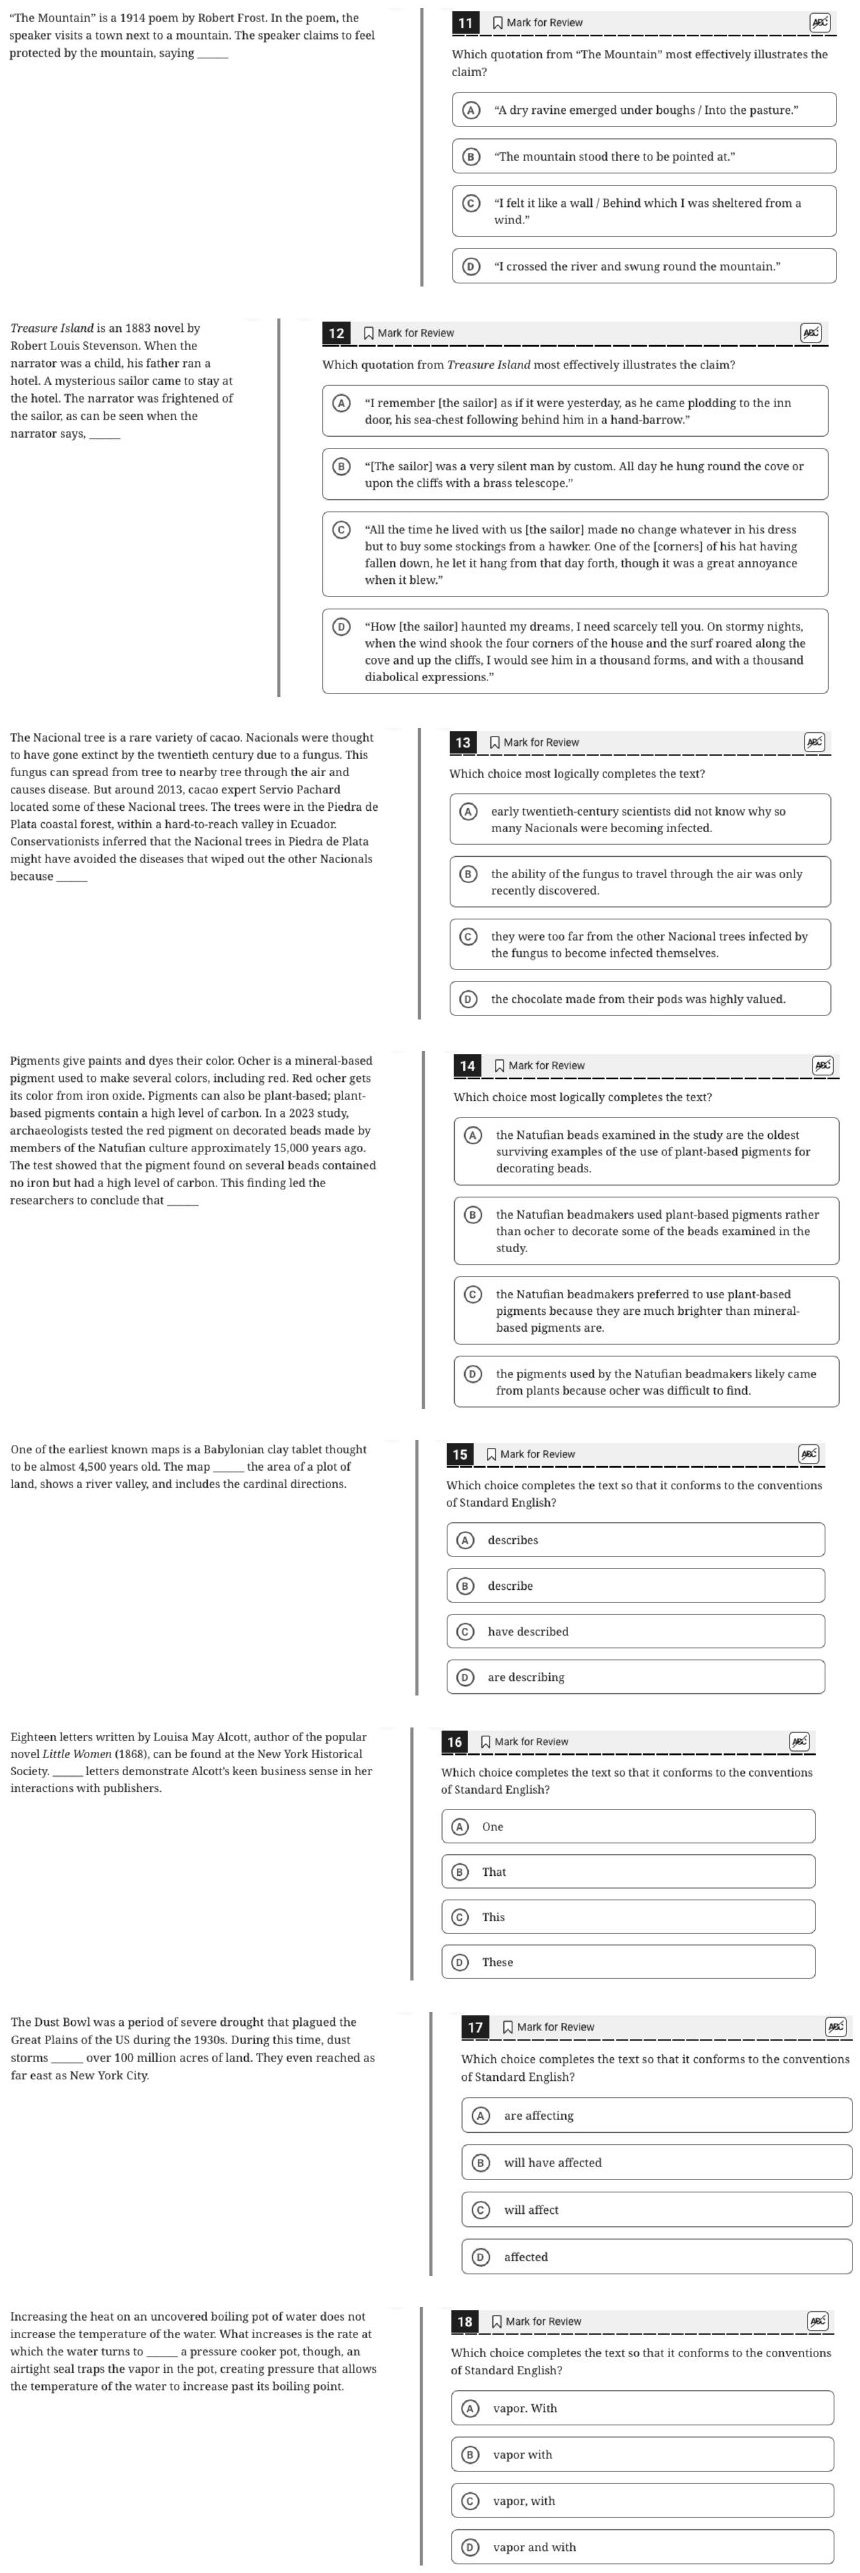 “The Mountain” is a 1914 poem by Robert Frost. In the poem, the
speaker visits a town next to a mountain. The speaker claims to feel
protected by the mountain, saying ______
11 Mark for Review ABC
Which quotation from “The Mountain” most effectively illustrates the
claim?
A “A dry ravine emerged under boughs / Into the pasture.”
B “The mountain stood there to be pointed at.”
C “I felt it like a wall / Behind which I was sheltered from a
wind.”
D “I crossed the river and swung round the mountain.”
Treasure Island is an 1883 novel by
Robert Louis Stevenson. When the
narrator was a child, his father ran a
hotel. A mysterious sailor came to stay at
the hotel. The narrator was frightened of
the sailor, as can be seen when the
narrator says, ______
12 Mark for Review ABC
Which quotation from Treasure Island most effectively illustrates the claim?
A “I remember [the sailor] as if it were yesterday, as he came plodding to the inn
door, his sea-chest following behind him in a hand-barrow.”
B “[The sailor] was a very silent man by custom. All day he hung round the cove or
upon the cliffs with a brass telescope.”
C “All the time he lived with us [the sailor] made no change whatever in his dress
but to buy some stockings from a hawker. One of the [corners] of his hat having
fallen down, he let it hang from that day forth, though it was a great annoyance
when it blew.”
D “How [the sailor] haunted my dreams, I need scarcely tell you. On stormy nights,
when the wind shook the four corners of the house and the surf roared along the
cove and up the cliffs, I would see him in a thousand forms, and with a thousand
diabolical expressions.”
The Nacional tree is a rare variety of cacao. Nacionals were thought
to have gone extinct by the twentieth century due to a fungus. This
fungus can spread from tree to nearby tree through the air and
causes disease. But around 2013, cacao expert Servio Pachard
located some of these Nacional trees. The trees were in the Piedra de
Plata coastal forest, within a hard-to-reach valley in Ecuador.
Conservationists inferred that the Nacional trees in Piedra de Plata
might have avoided the diseases that wiped out the other Nacionals
because ______
13 Mark for Review ABC
Which choice most logically completes the text?
A early twentieth-century scientists did not know why so
many Nacionals were becoming infected.
B the ability of the fungus to travel through the air was only
recently discovered.
C they were too far from the other Nacional trees infected by
the fungus to become infected themselves.
D the chocolate made from their pods was highly valued.
Pigments give paints and dyes their color. Ocher is a mineral-based
pigment used to make several colors, including red. Red ocher gets
its color from iron oxide. Pigments can also be plant-based; plant-
based pigments contain a high level of carbon. In a 2023 study,
archaeologists tested the red pigment on decorated beads made by
members of the Natufian culture approximately 15,000 years ago.
The test showed that the pigment found on several beads contained
no iron but had a high level of carbon. This finding led the
researchers to conclude that ______
14 Mark for Review ABC
Which choice most logically completes the text?
A the Natufian beads examined in the study are the oldest
surviving examples of the use of plant-based pigments for
decorating beads.
B the Natufian beadmakers used plant-based pigments rather
than ocher to decorate some of the beads examined in the
study.
C the Natufian beadmakers preferred to use plant-based
pigments because they are much brighter than mineral-
based pigments are.
D the pigments used by the Natufian beadmakers likely came
from plants because ocher was difficult to find.
One of the earliest known maps is a Babylonian clay tablet thought
to be almost 4,500 years old. The map ______ the area of a plot of
land, shows a river valley, and includes the cardinal directions.
15 Mark for Review ABC
Which choice completes the text so that it conforms to the conventions
of Standard English?
A describes
B describe
C have described
D are describing
Eighteen letters written by Louisa May Alcott, author of the popular
novel Little Women (1868), can be found at the New York Historical
Society. ______ letters demonstrate Alcott’s keen business sense in her
interactions with publishers.
16 Mark for Review ABC
Which choice completes the text so that it conforms to the conventions
of Standard English?
A One
B That
C This
D These
The Dust Bowl was a period of severe drought that plagued the
Great Plains of the US during the 1930s. During this time, dust
storms ______ over 100 million acres of land. They even reached as
far east as New York City.
17 Mark for Review ABC
Which choice completes the text so that it conforms to the conventions
of Standard English?
A are affecting
B will have affected
C will affect
D affected
Increasing the heat on an uncovered boiling pot of water does not
increase the temperature of the water. What increases is the rate at
which the water turns to ______ a pressure cooker pot, though, an
airtight seal traps the vapor in the pot, creating pressure that allows
the temperature of the water to increase past its boiling point.
18 Mark for Review ABC
Which choice completes the text so that it conforms to the conventions
of Standard English?
A vapor. With
B vapor with
C vapor, with
D vapor and with